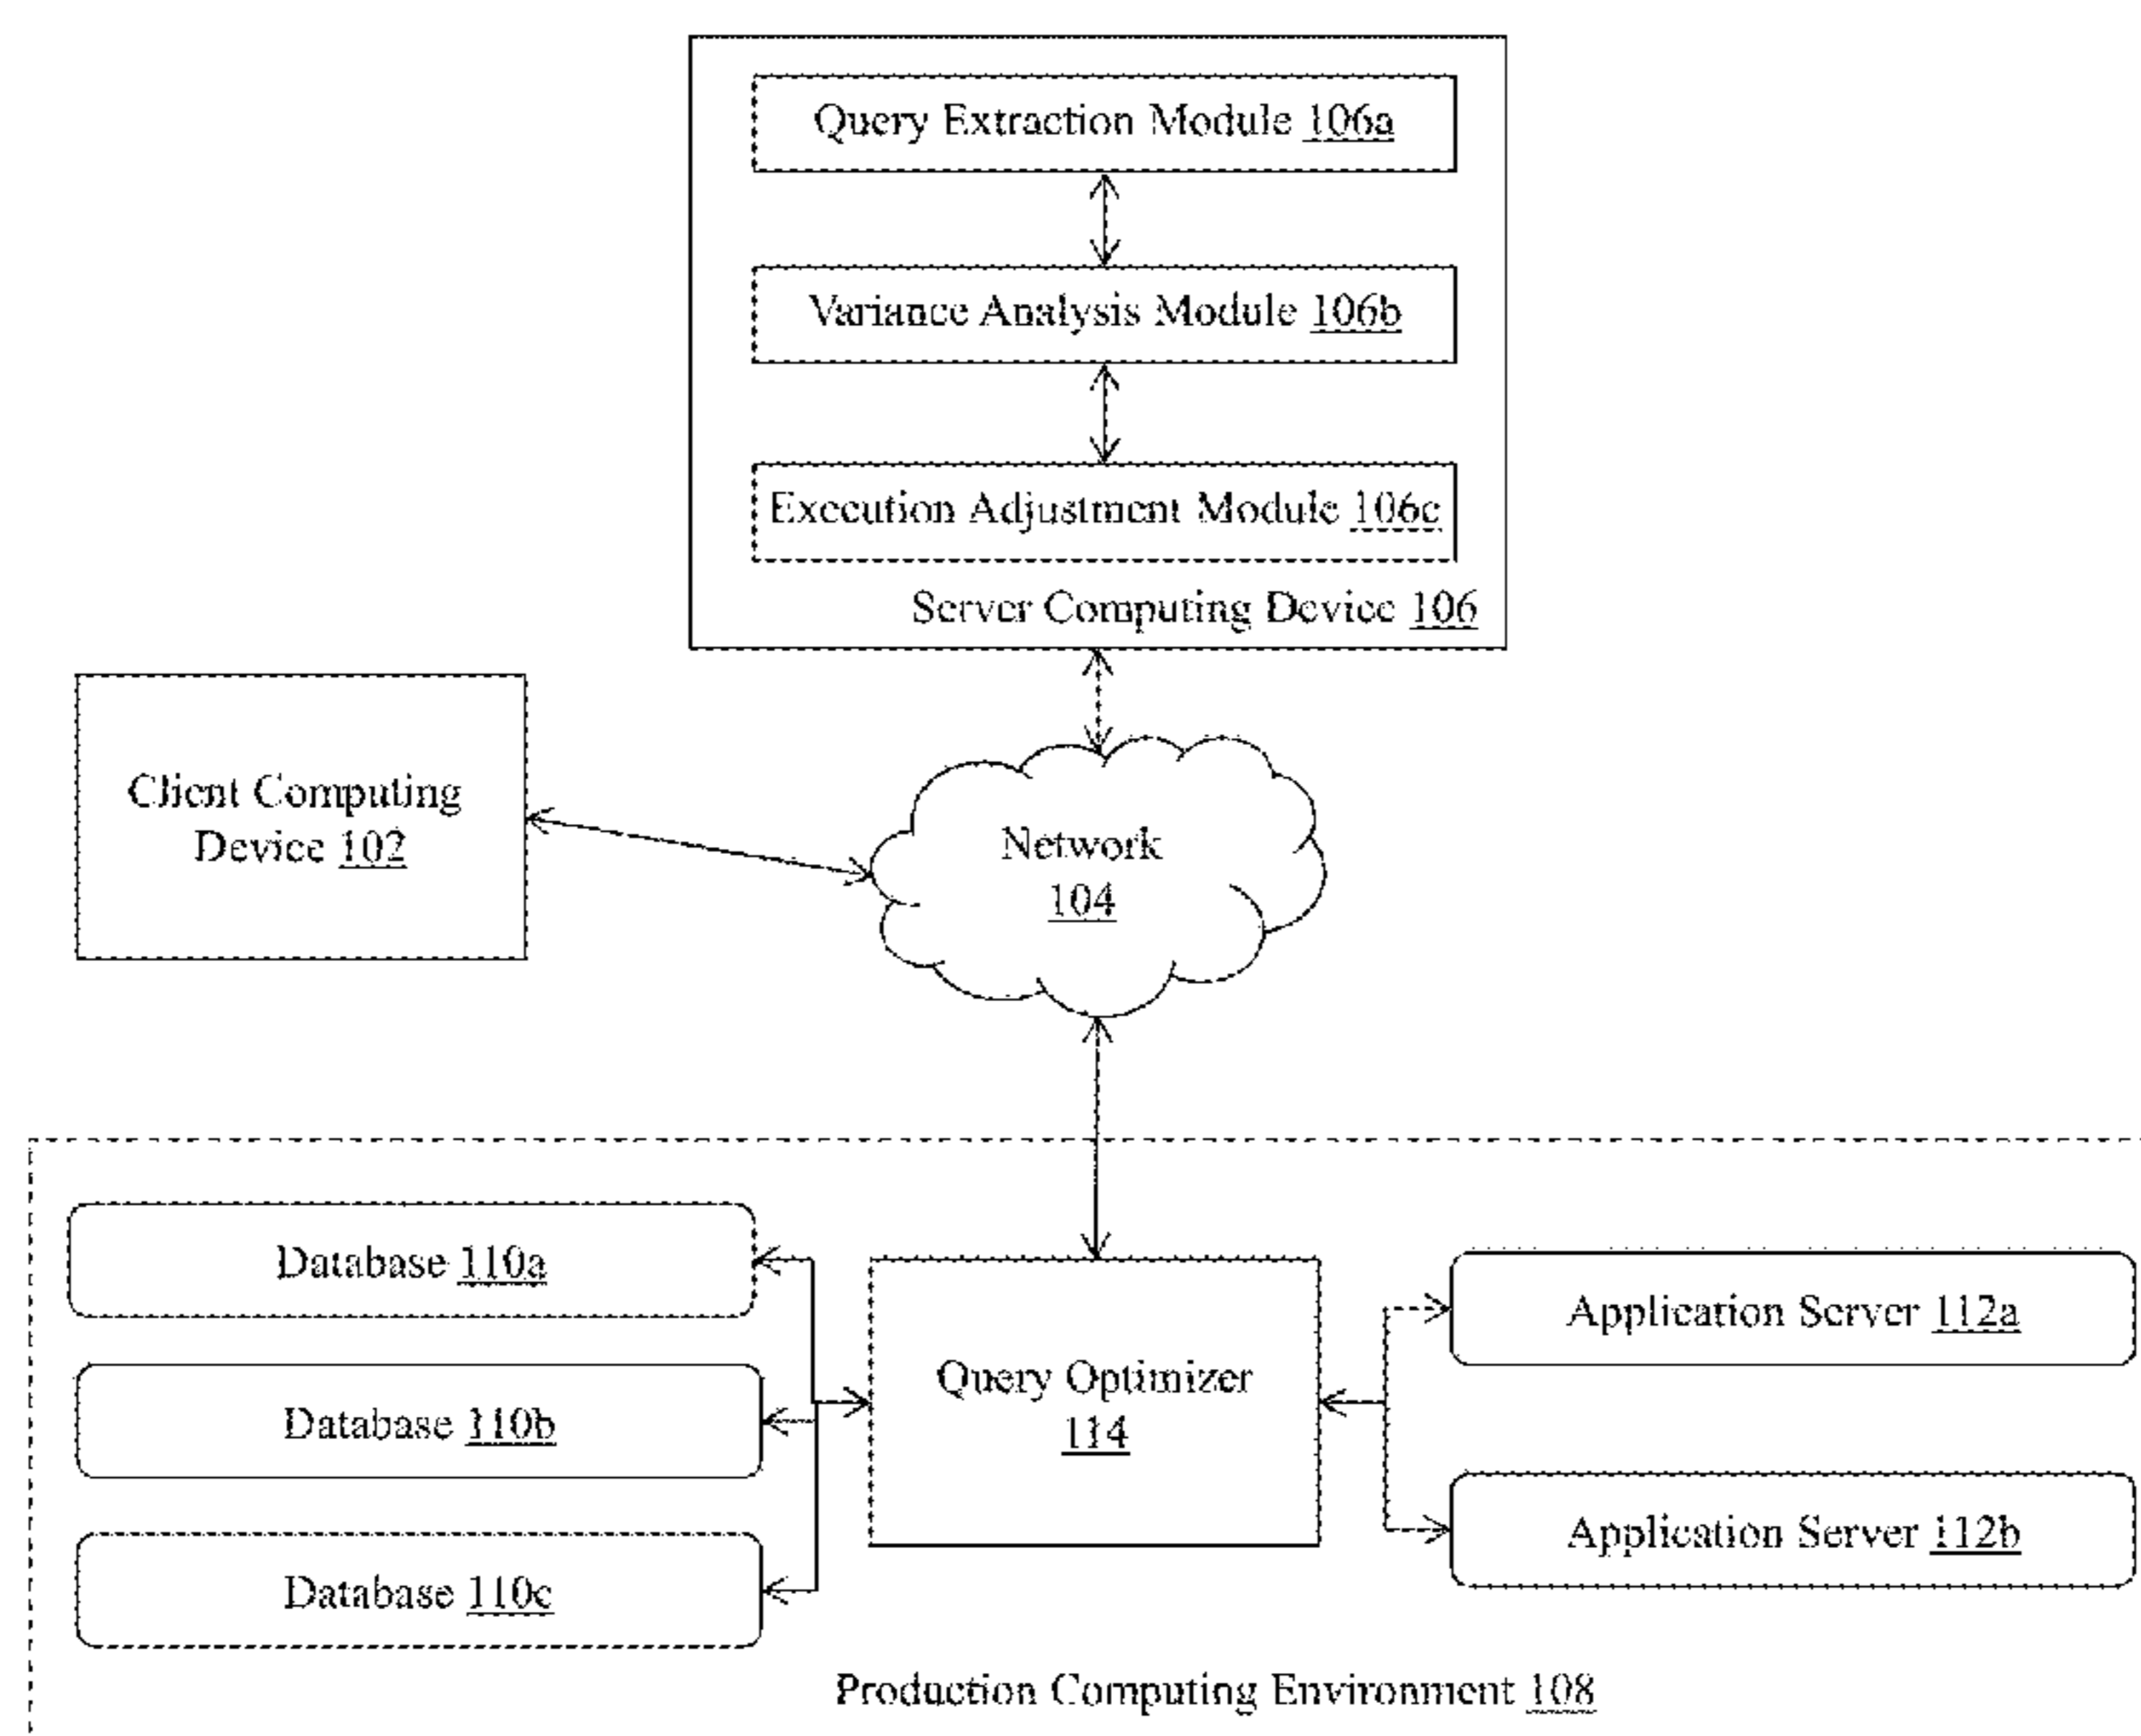 Query Extraction Module 106a
Variance Analysis Module 106b
Execution Adjustment Module 106c
Server Computing Device 106
Client Computing
Device 102
Network
104
Database 110a
Database 110b
Database 110c
Query Optimizer
114
Application Server 112a
Application Server 112b
Production Computing Environment 108